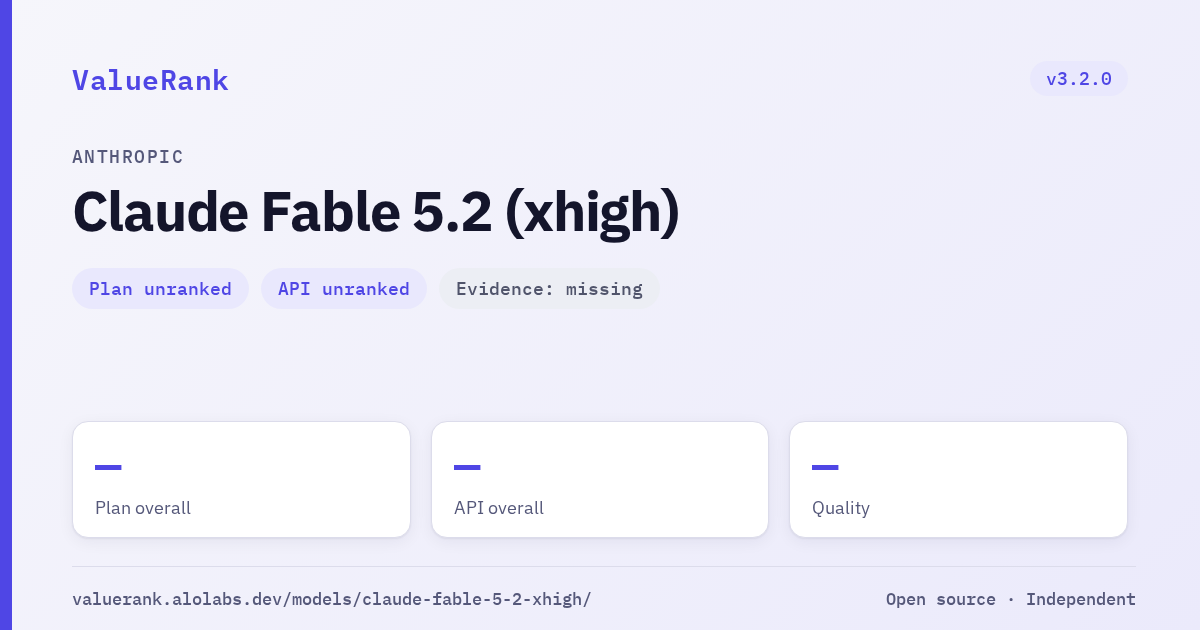 ValueRank
v3.2.0
ANTHROPIC
Claude Fable 5.2 (xhigh)
Plan unranked
API unranked
Evidence: missing
—
—
—
Plan overall
API overall
Quality
valuerank.alolabs.dev/models/claude-fable-5-2-xhigh/
Open source · Independent